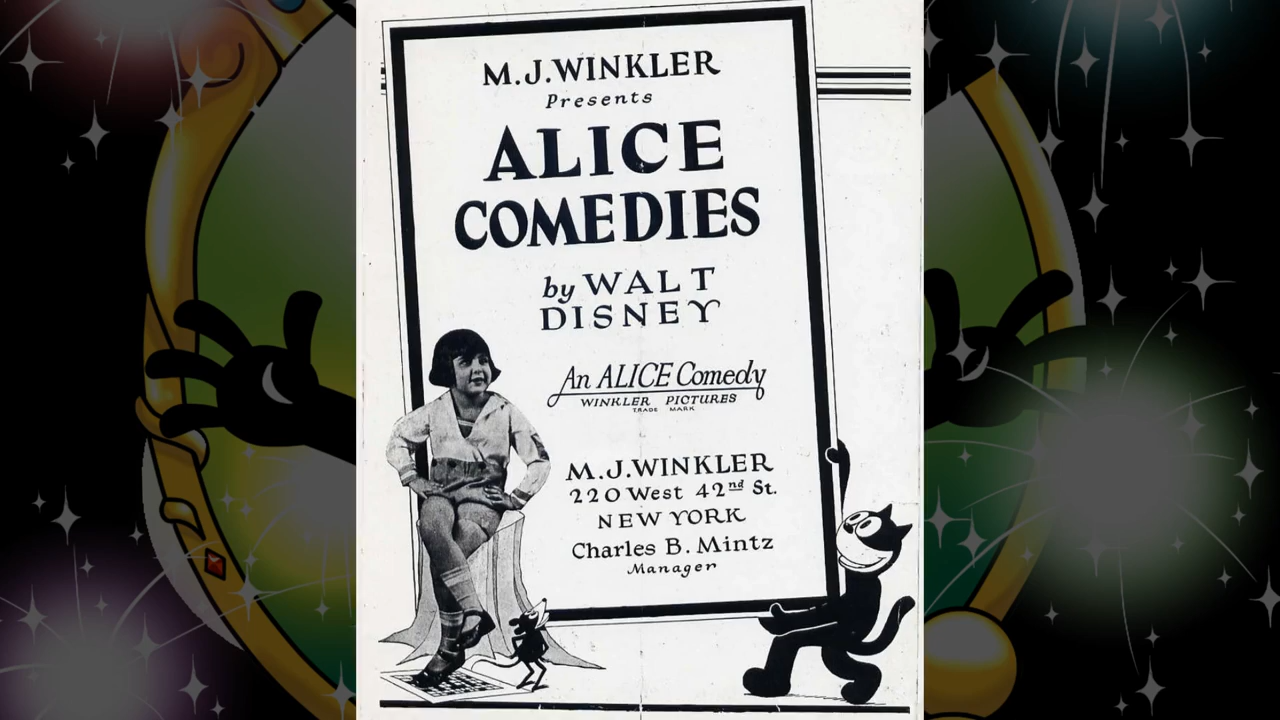 M.J.WINKLER
Presents
ALICE
COMEDIES
by WALT
DISNEY
An ALICE Comedy
WINKLER PICTURES
TRADE MARK
M.J.WINKLER
220 West 42nd St.
NEW YORK
Charles B. Mintz
Manager